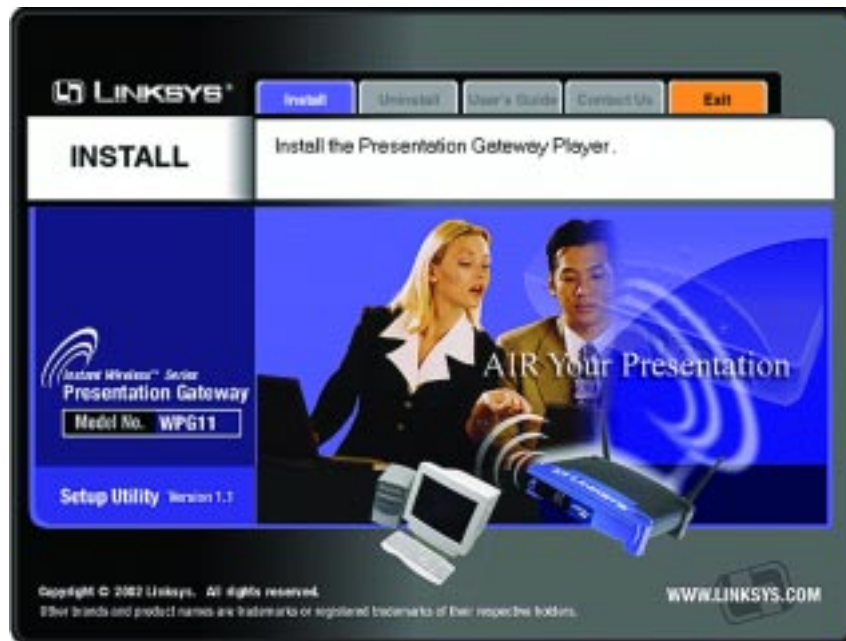 LINKSYS®
Install
Uninstall
User's Guide
Contact Us
Exit
INSTALL
Install the Presentation Gateway Player.
AIR Your Presentation
Instant Wireless™ Series
Presentation Gateway
Model No. WPG11
LINKSYS
Setup Utility Version 1.1
Copyright © 2002 Linksys. All rights reserved.
Other brands and product names are trademarks or registered trademarks of their respective holders.
WWW.LINKSYS.COM